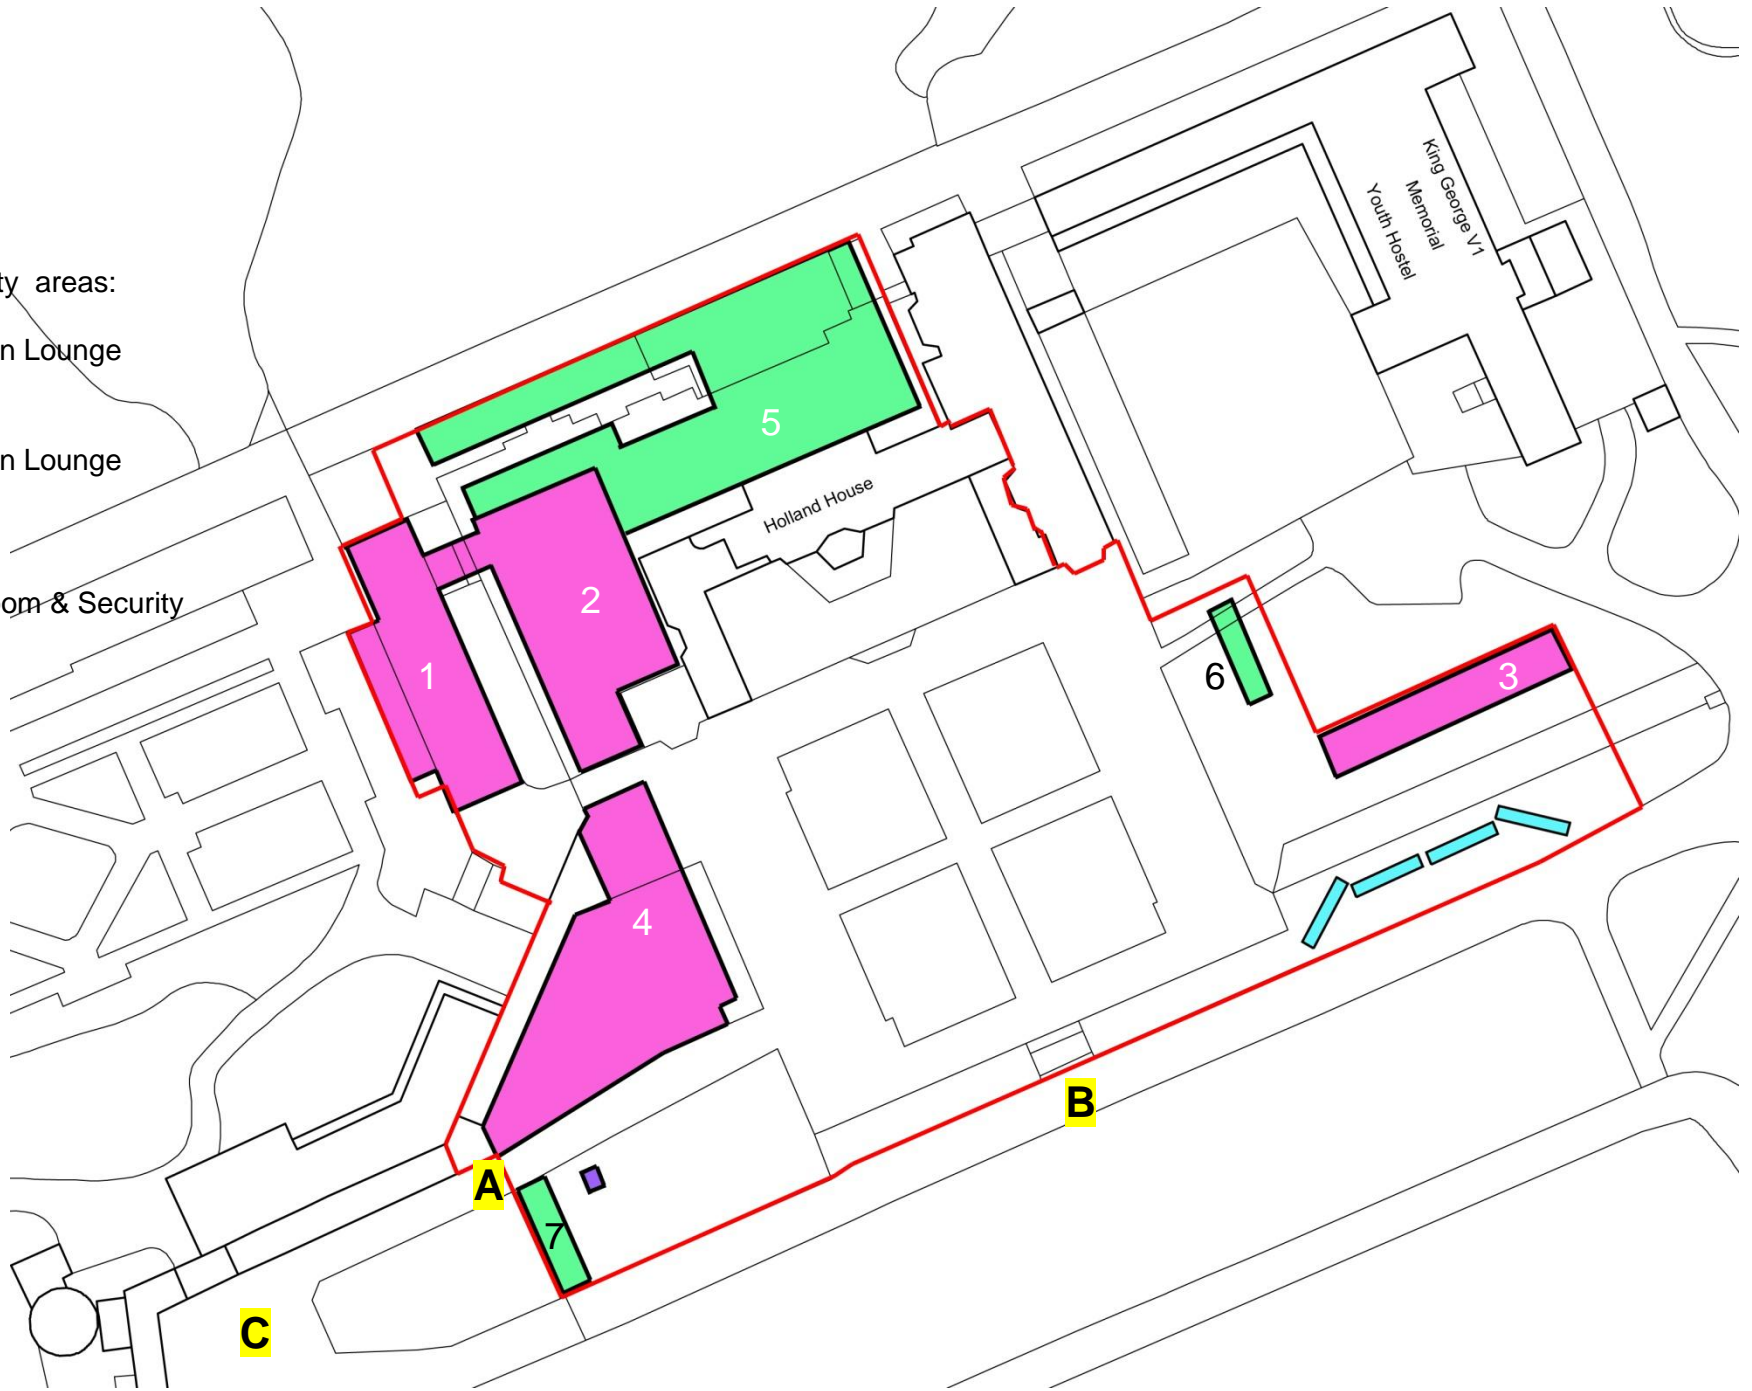 ty areas:
n Lounge
n Lounge
om & Security
King George V1
Memorial
Youth Hostel
5
Holland House
2
1
6
3
4
B
A
7
C